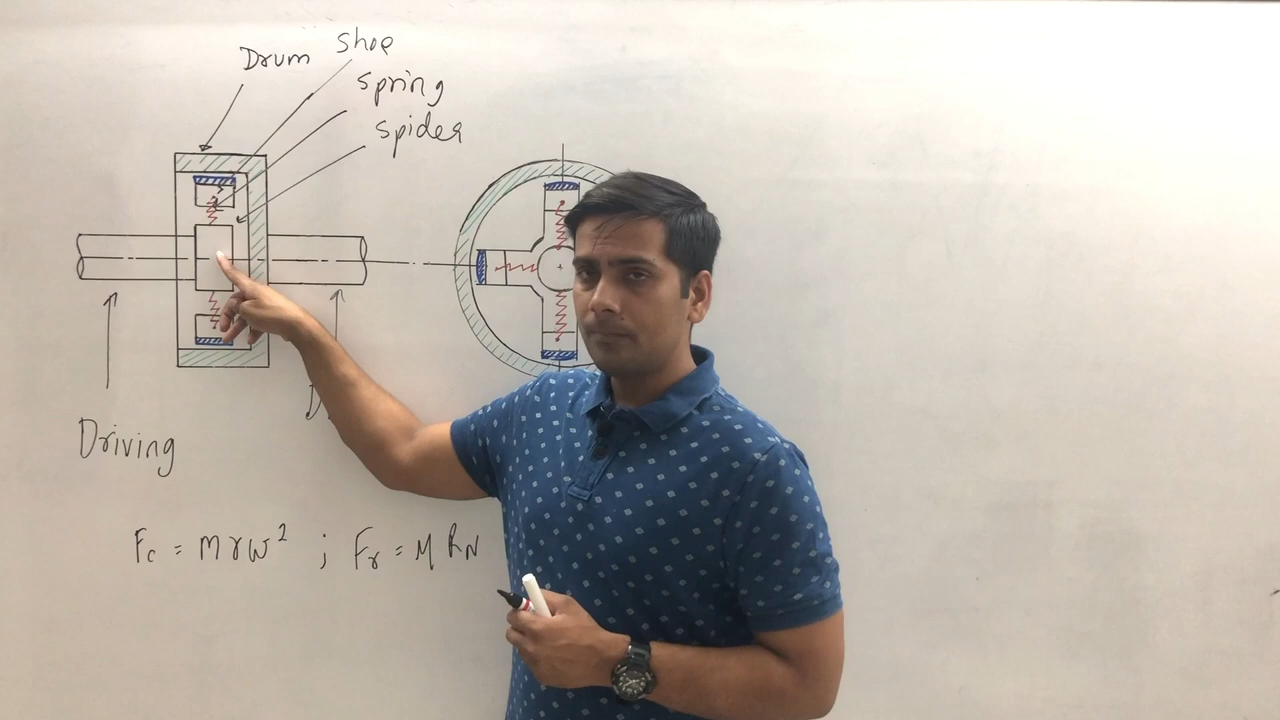 Drum
Shoe
Spring
Spider
Driving
D
Fc = mrω² ; Fr = μ RN